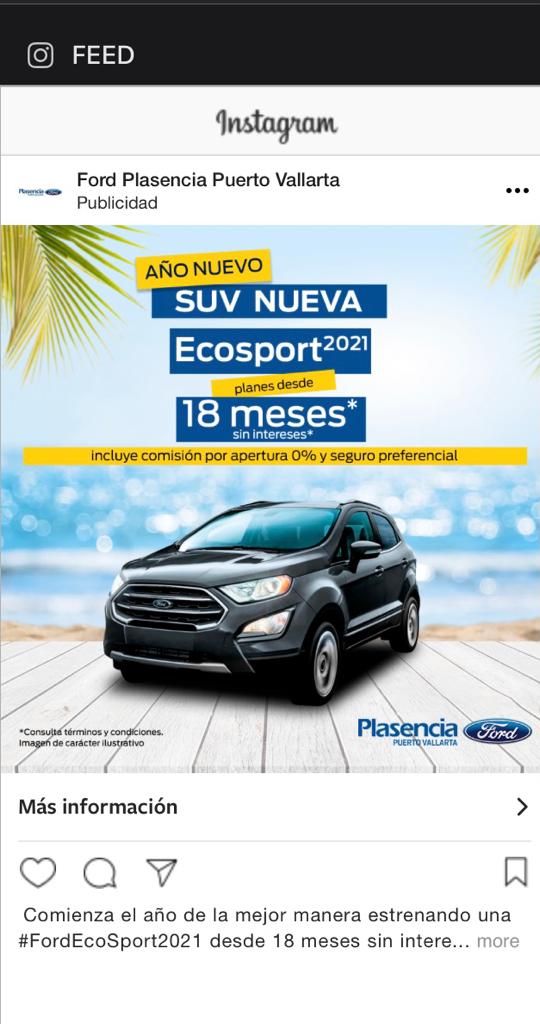 FEED
Instagram
Plasencia Ford
Ford Plasencia Puerto Vallarta
Publicidad
AÑO NUEVO
SUV NUEVA
Ecosport2021
planes desde
18 meses*
sin intereses*
incluye comisión por apertura 0% y seguro preferencial
Ford
*Consulta términos y condiciones.
Imagen de carácter ilustrativo
Plasencia Ford
PUERTO VALLARTA
Más información
Comienza el año de la mejor manera estrenando una
#FordEcoSport2021 desde 18 meses sin intere... more